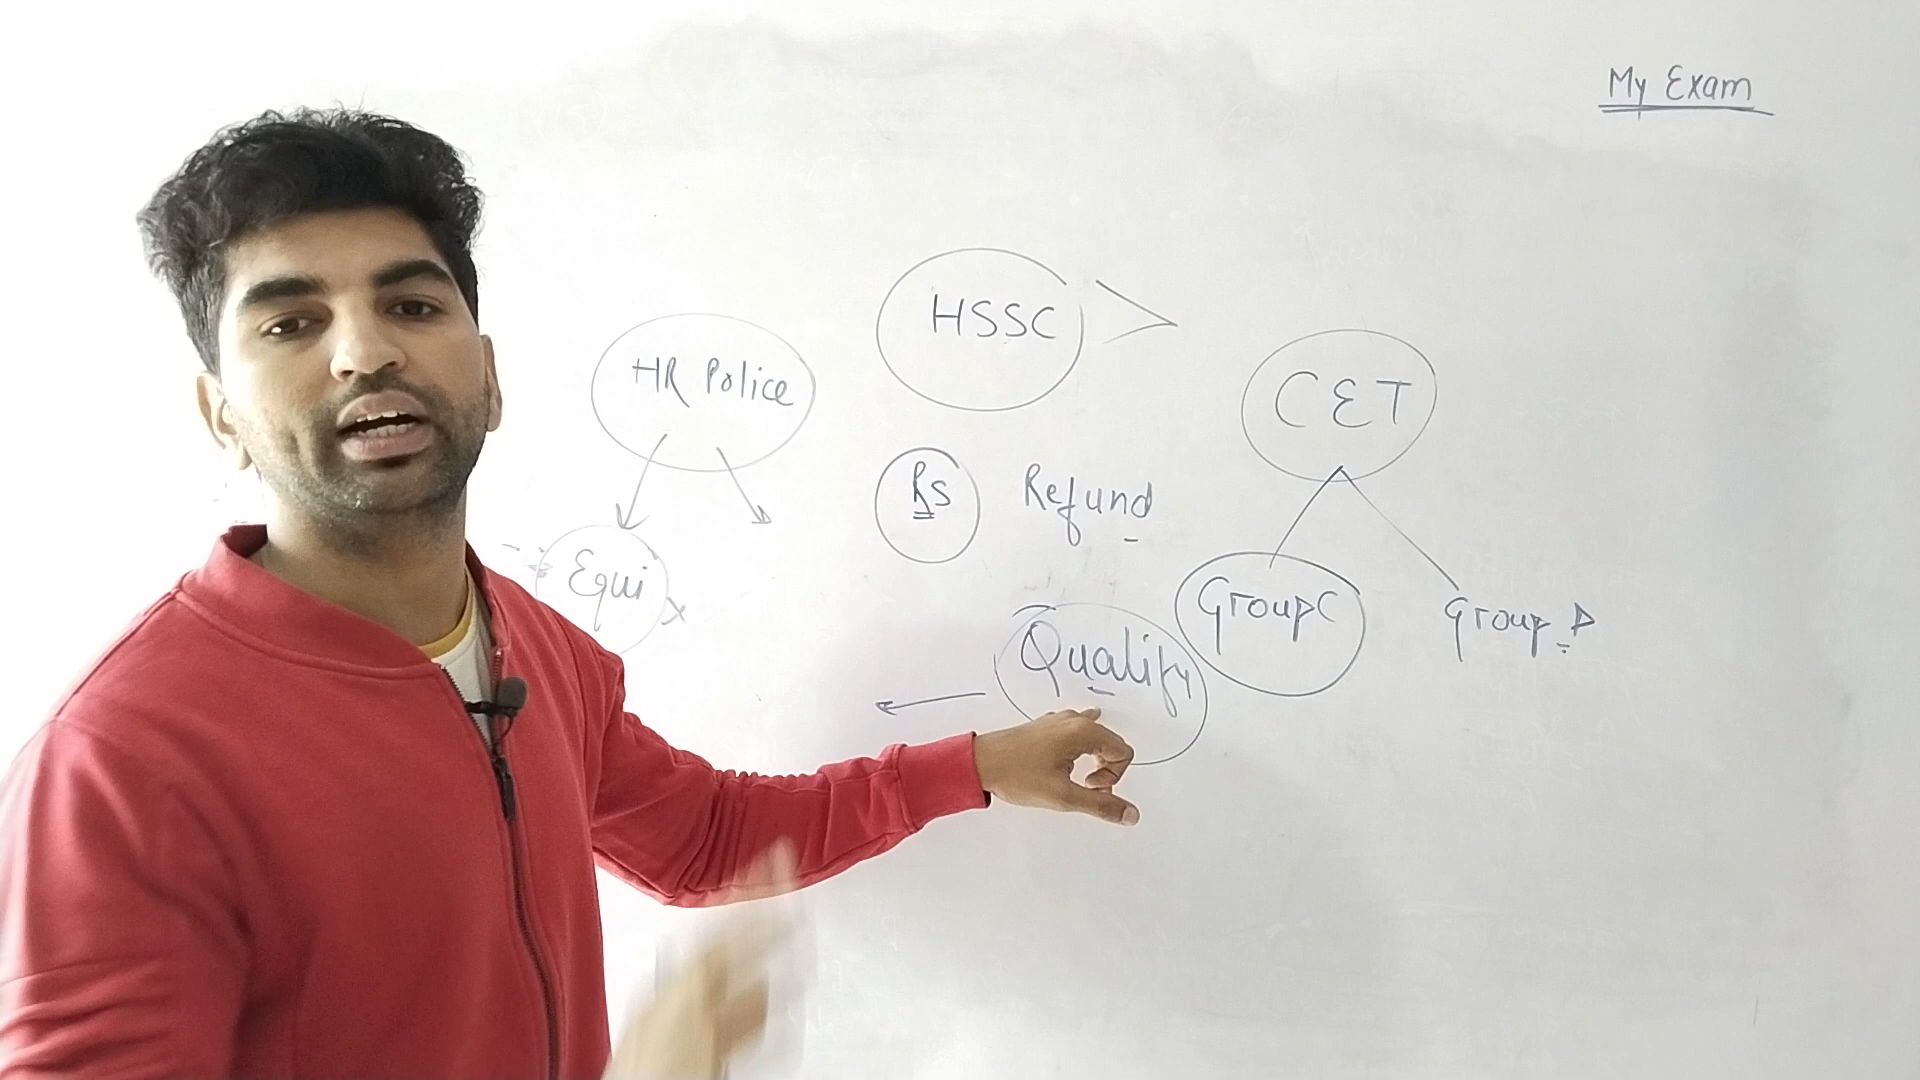 My Exam
HSSC
HR Police
CET
Rs Refund
Equi
Group C
Group D
Qualify